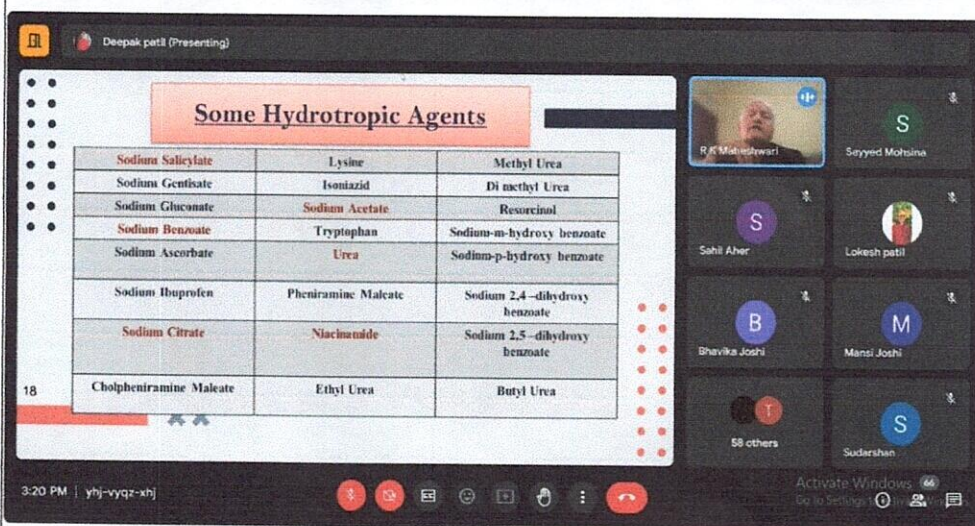 Deepak patil (Presenting)
Some Hydrotropic Agents
Sodium Salicylate Lysine Methyl Urea
Sodium Gentisate Isoniazid Di methyl Urea
Sodium Gluconate Sodium Acetate Resorcinol
Sodium Benzoate Tryptophan Sodium-m-hydroxy benzoate
Sodium Ascorbate Urea Sodium-p-hydroxy benzoate
Sodium Ibuprofen Pheniramine Maleate Sodium 2,4 –dihydroxy
benzoate
Sodium Citrate Niacinamide Sodium 2,5 –dihydroxy
benzoate
Cholpheniramine Maleate Ethyl Urea Butyl Urea
18
R K Maheshwari
S
Sayyed Mohsina
S
Sahil Aher
Lokesh patil
B
Bhavika Joshi
M
Mansi Joshi
T
58 others
S
Sudarshan
3:20 PM | yhj-vyqz-xhj
Activate Windows
66
Go to Settings